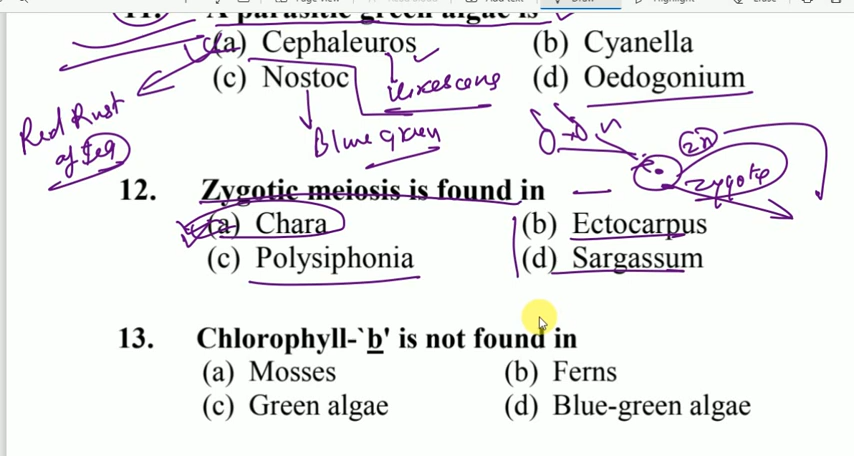 11. A parasitic green algae is
(a) Cephaleuros (b) Cyanella
(c) Nostoc (d) Oedogonium
Red Rust
of Tea
Blue green
2n
zygote
12. Zygotic meiosis is found in
(a) Chara (b) Ectocarpus
(c) Polysiphonia (d) Sargassum
13. Chlorophyll-`b' is not found in
(a) Mosses (b) Ferns
(c) Green algae (d) Blue-green algae